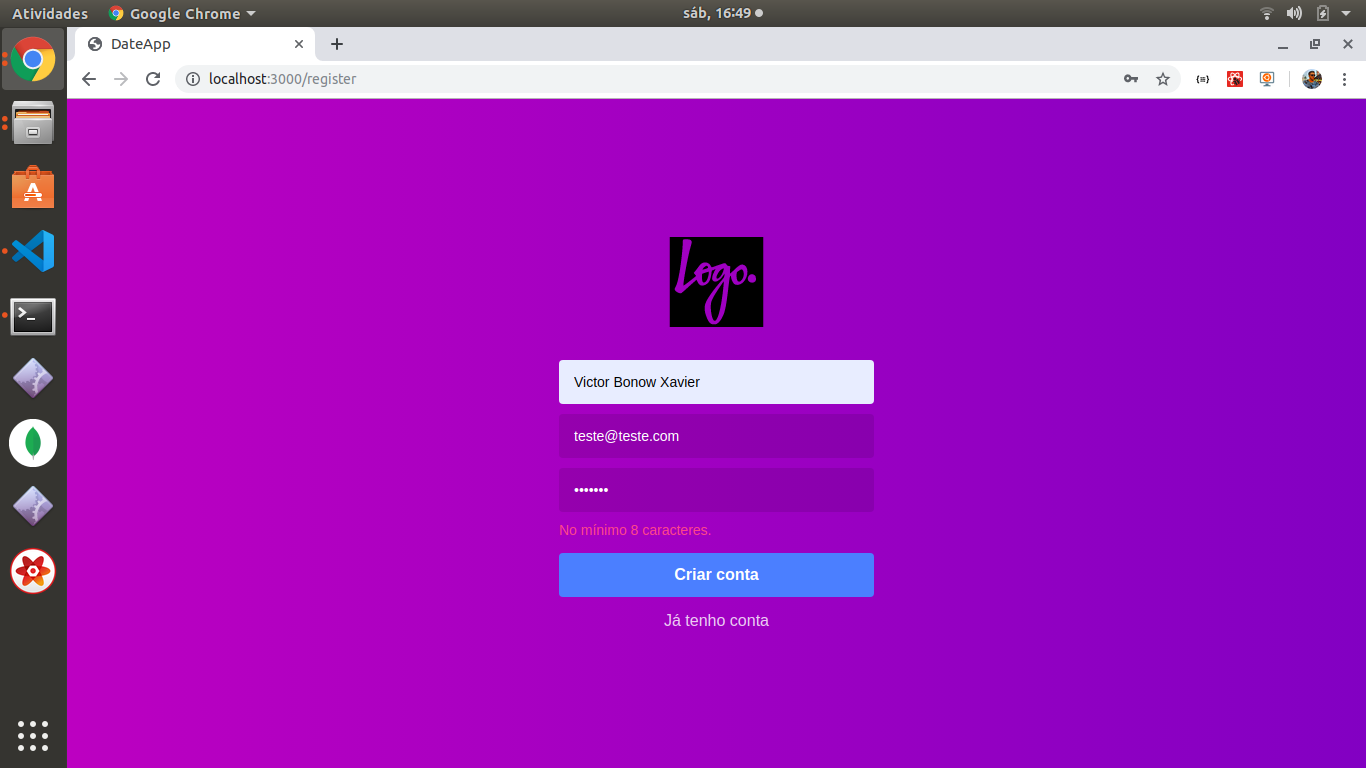 Atividades Google Chrome sáb, 16:49
DateApp
localhost:3000/register
Logo.
Victor Bonow Xavier
teste@teste.com
•••••••
No mínimo 8 caracteres.
Criar conta
Já tenho conta